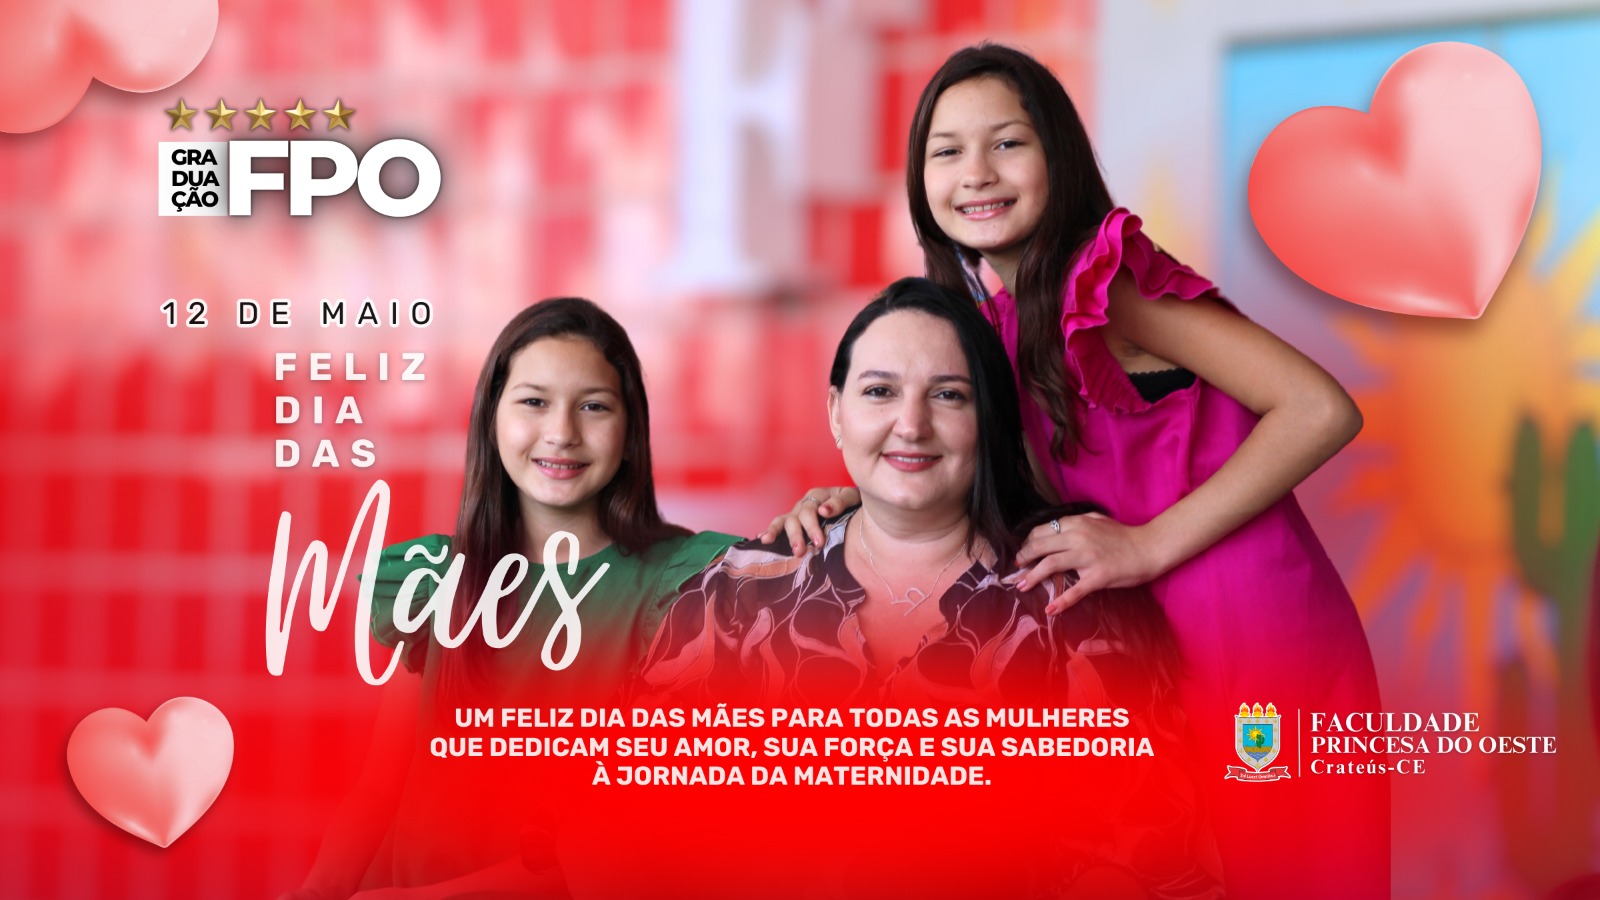 GRA
DUA
ÇÃO
FPO
12 DE MAIO
FELIZ
DIA
DAS
Mães
UM FELIZ DIA DAS MÃES PARA TODAS AS MULHERES
QUE DEDICAM SEU AMOR, SUA FORÇA E SUA SABEDORIA
À JORNADA DA MATERNIDADE.
FACULDADE
PRINCESA DO OESTE
Crateús-CE